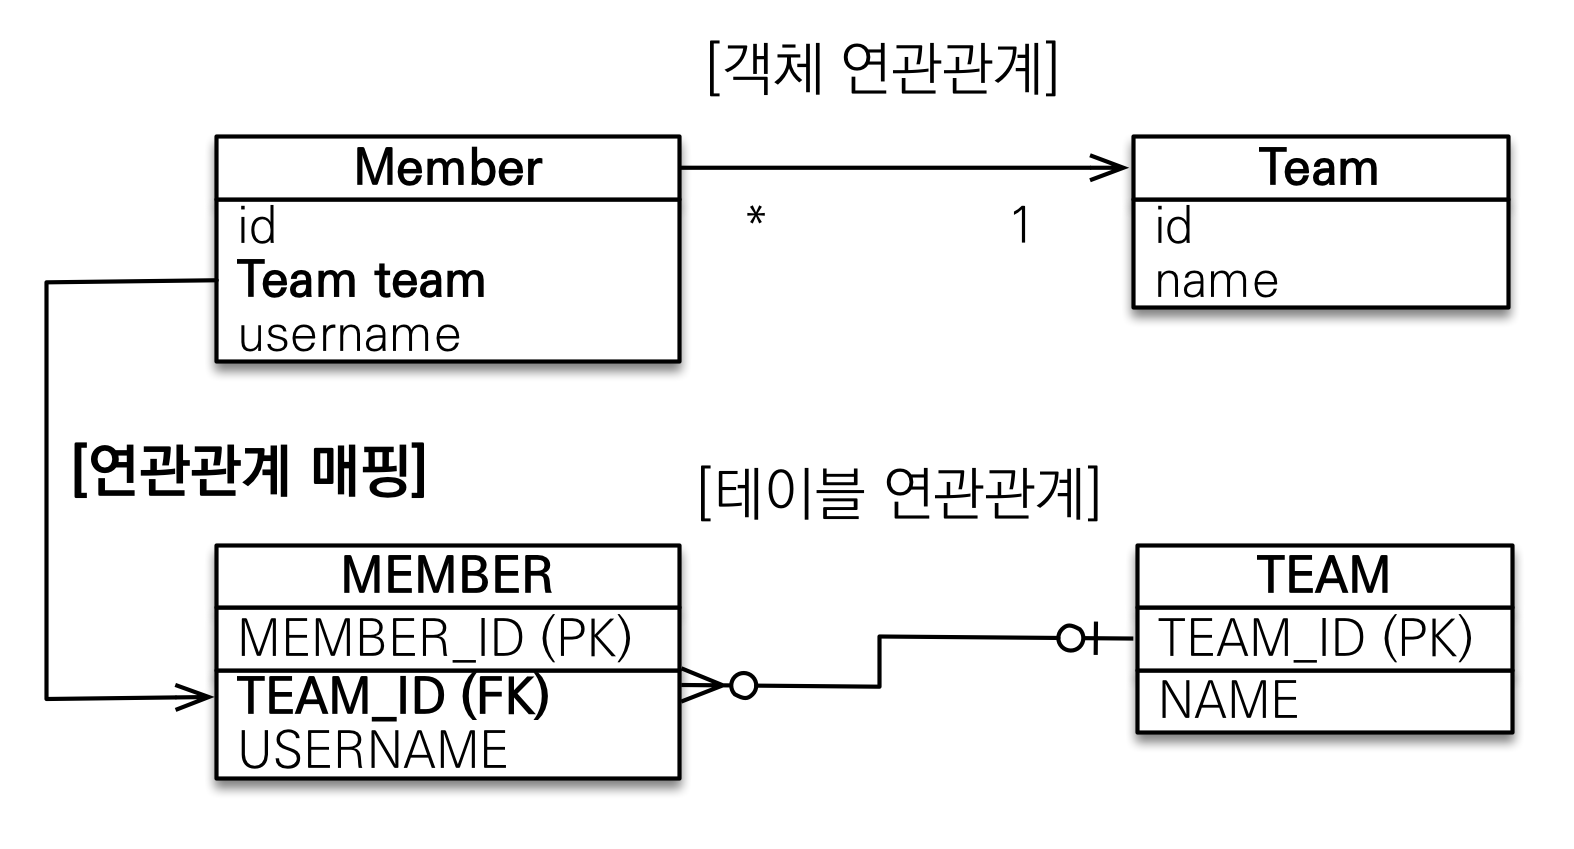 [객체 연관관계]
Member
id
Team team
username
* 1
Team
id
name
[연관관계 매핑]
[테이블 연관관계]
MEMBER
MEMBER_ID (PK)
TEAM_ID (FK)
USERNAME
TEAM
TEAM_ID (PK)
NAME